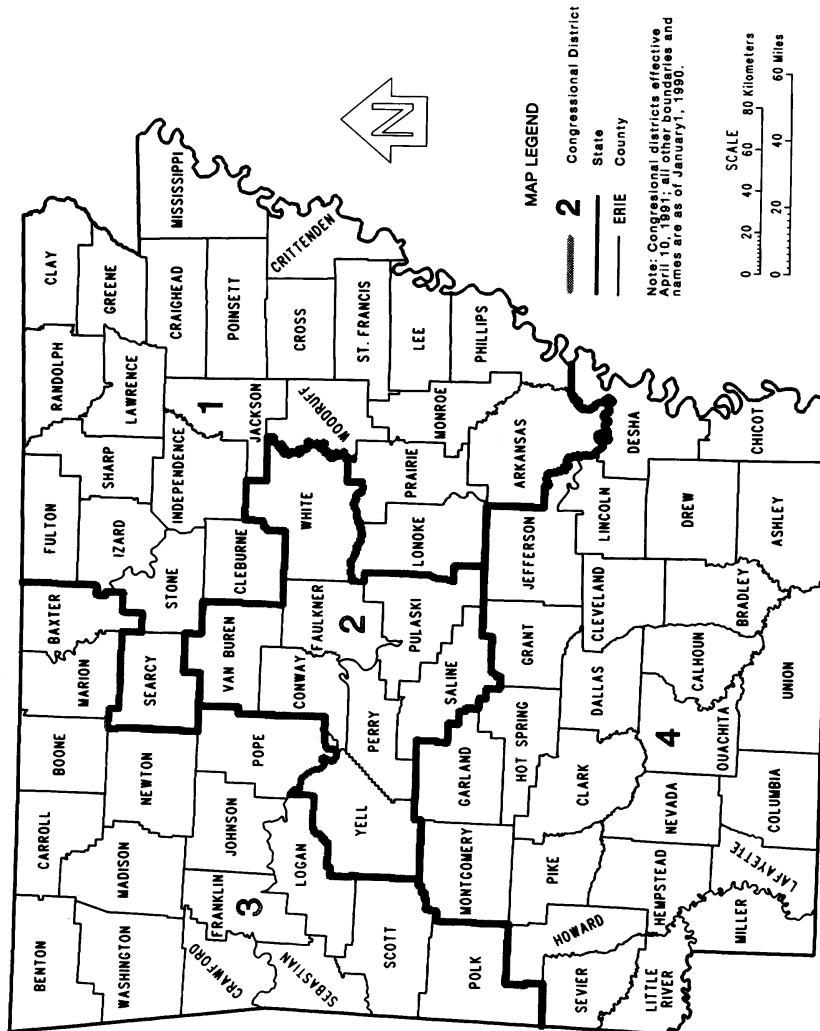 BENTON
CARROLL
BOONE
MARION
BAXTER
FULTON
RANDOLPH
CLAY
WASHINGTON
MADISON
NEWTON
SEARCY
STONE
IZARD
SHARP
LAWRENCE
GREENE
CRAWFORD
FRANKLIN
3
JOHNSON
POPE
VAN BUREN
CLEBURNE
INDEPENDENCE
1
JACKSON
CRAIGHEAD
MISSISSIPPI
POINSETT
SEBASTIAN
LOGAN
YELL
CONWAY
FAULKNER
2
WHITE
WOODRUFF
CROSS
CRITTENDEN
SCOTT
PERRY
PULASKI
LONOKE
PRAIRIE
MONROE
ST. FRANCIS
LEE
PHILLIPS
POLK
MONTGOMERY
GARLAND
SALINE
HOT SPRING
GRANT
JEFFERSON
ARKANSAS
SEVIER
HOWARD
PIKE
CLARK
DALLAS
CLEVELAND
LINCOLN
DESHA
LITTLE
RIVER
HEMPSTEAD
NEVADA
4
OUACHITA
CALHOUN
BRADLEY
DREW
CHICOT
MILLER
LAFAYETTE
COLUMBIA
UNION
ASHLEY
N
MAP LEGEND
2 Congressional District
State
ERIE County
Note: Congresional districts effective
April 10, 1991; all other boundaries and
names are as of January1, 1990.
SCALE
0 20 40 60 80 Kilometers
0 20 40 60 Miles